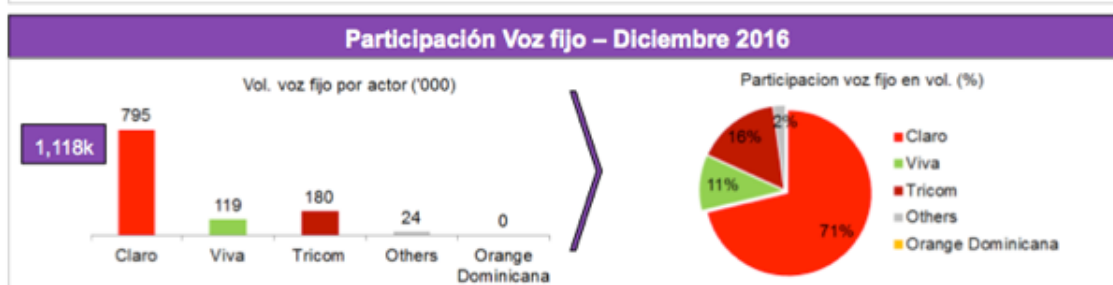 Participación Voz fijo – Diciembre 2016
Vol. voz fijo por actor ('000)
1,118k
795
119
180
24
0
Claro
Viva
Tricom
Others
Orange
Dominicana
Participacion voz fijo en vol. (%)
2%
16%
11%
71%
Claro
Viva
Tricom
Others
Orange Dominicana